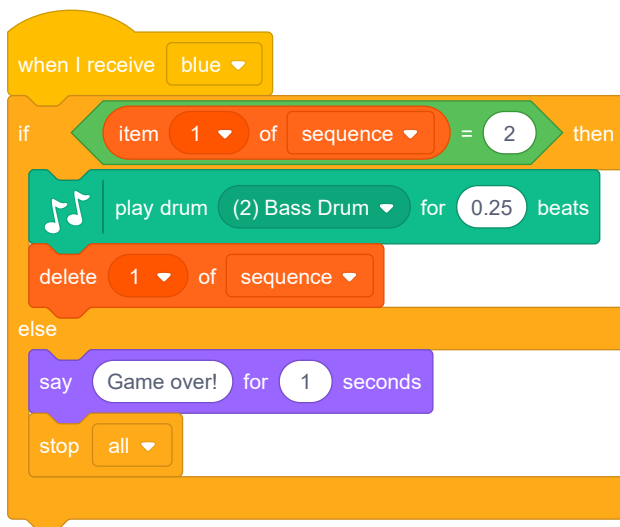 when I receive blue
if item 1 of sequence = 2 then
play drum (2) Bass Drum for 0.25 beats
delete 1 of sequence
else
say Game over! for 1 seconds
stop all